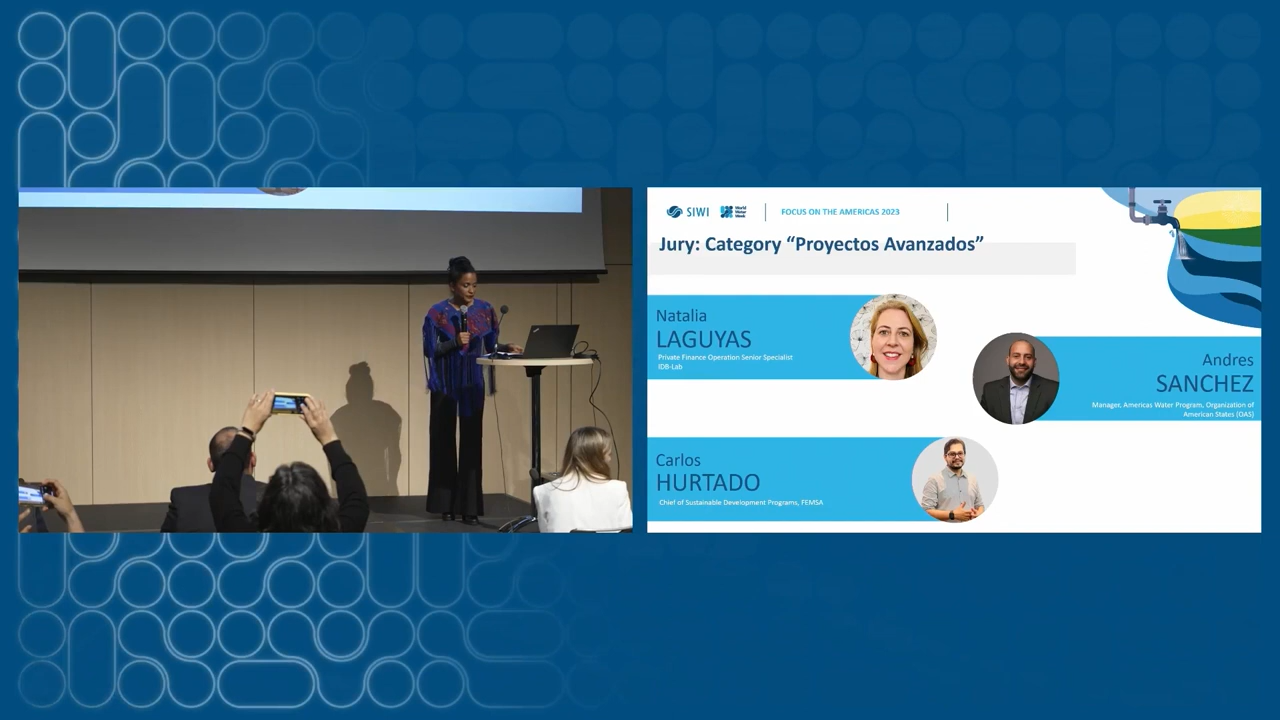 SIWI
World
Water
Week
FOCUS ON THE AMERICAS 2023
Jury: Category “Proyectos Avanzados”
Natalia
LAGUYAS
Private Finance Operation Senior Specialist
IDB-Lab
Andres
SANCHEZ
Manager, Americas Water Program, Organization of
American States (OAS)
Carlos
HURTADO
Chief of Sustainable Development Programs, FEMSA